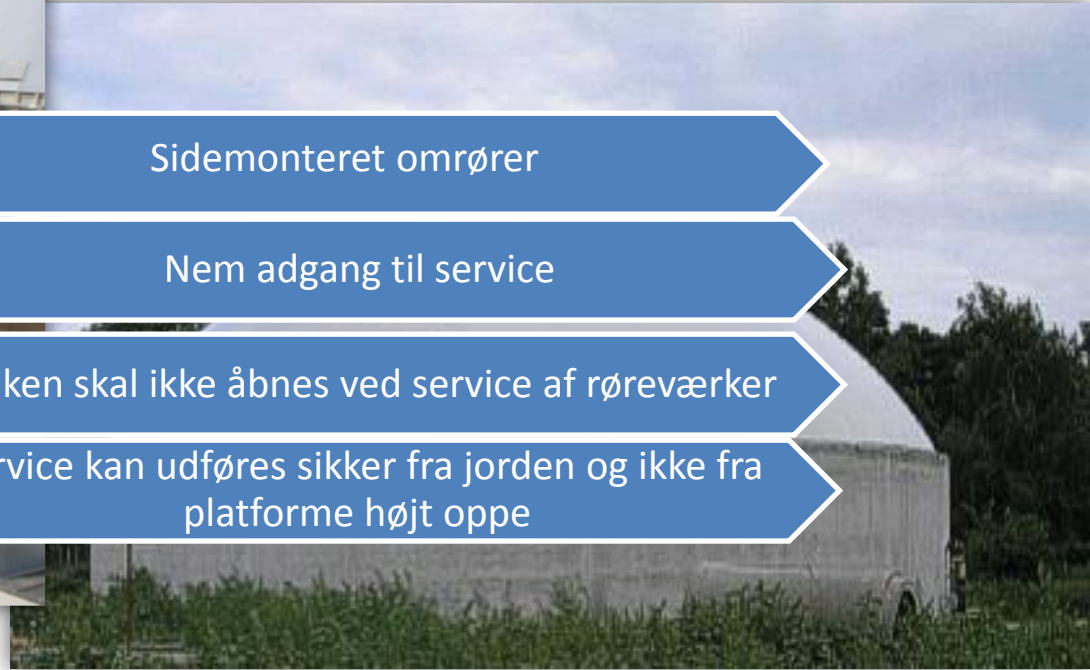 Sidemonteret omrører
Nem adgang til service
ken skal ikke åbnes ved service af røreværker
rvice kan udføres sikker fra jorden og ikke fra
platforme højt oppe